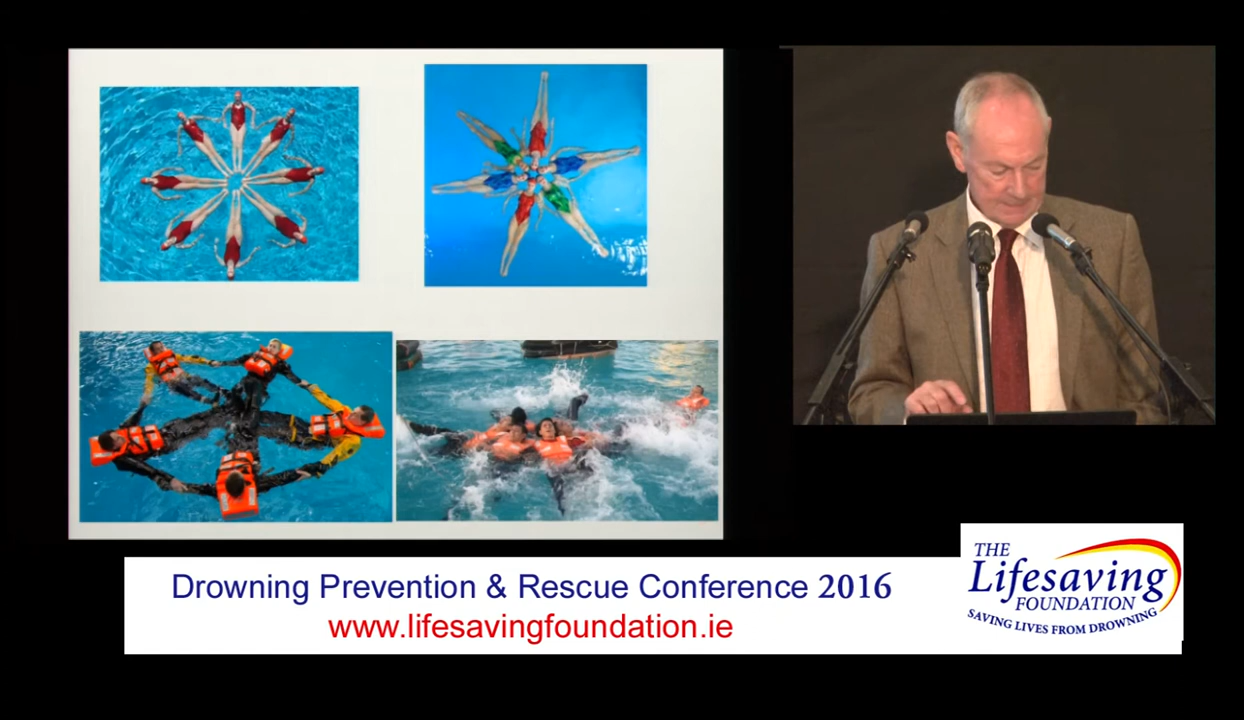 Drowning Prevention & Rescue Conference 2016
www.lifesavingfoundation.ie
THE
Lifesaving
FOUNDATION
SAVING LIVES FROM DROWNING